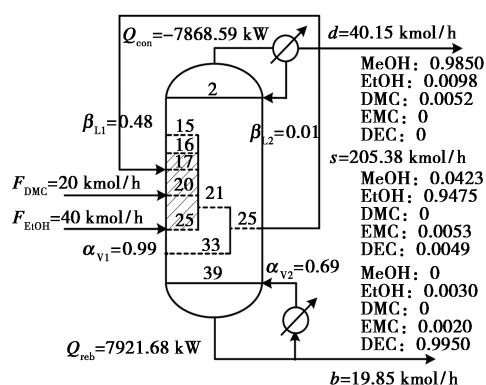 Q_con=−7868.59 kW
d=40.15 kmol/h
MeOH：0.9850
EtOH：0.0098
DMC：0.0052
EMC：0
DEC：0
2
β_L1=0.48
15
16
17
20
25
β_L2=0.01
21
25
33
39
F_DMC=20 kmol/h
F_EtOH=40 kmol/h
α_V1=0.99
α_V2=0.69
s=205.38 kmol/h
MeOH：0.0423
EtOH：0.9475
DMC：0
EMC：0.0053
DEC：0.0049
MeOH：0
EtOH：0.0030
DMC：0
EMC：0.0020
DEC：0.9950
Q_reb=7921.68 kW
b=19.85 kmol/h